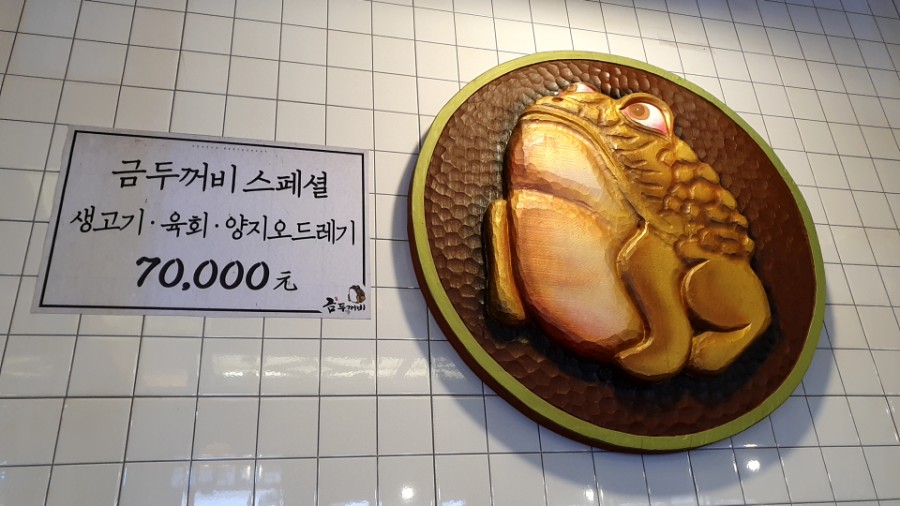 금두꺼비 스페셜
생고기·육회·양지오드레기
70,000元
금두꺼비